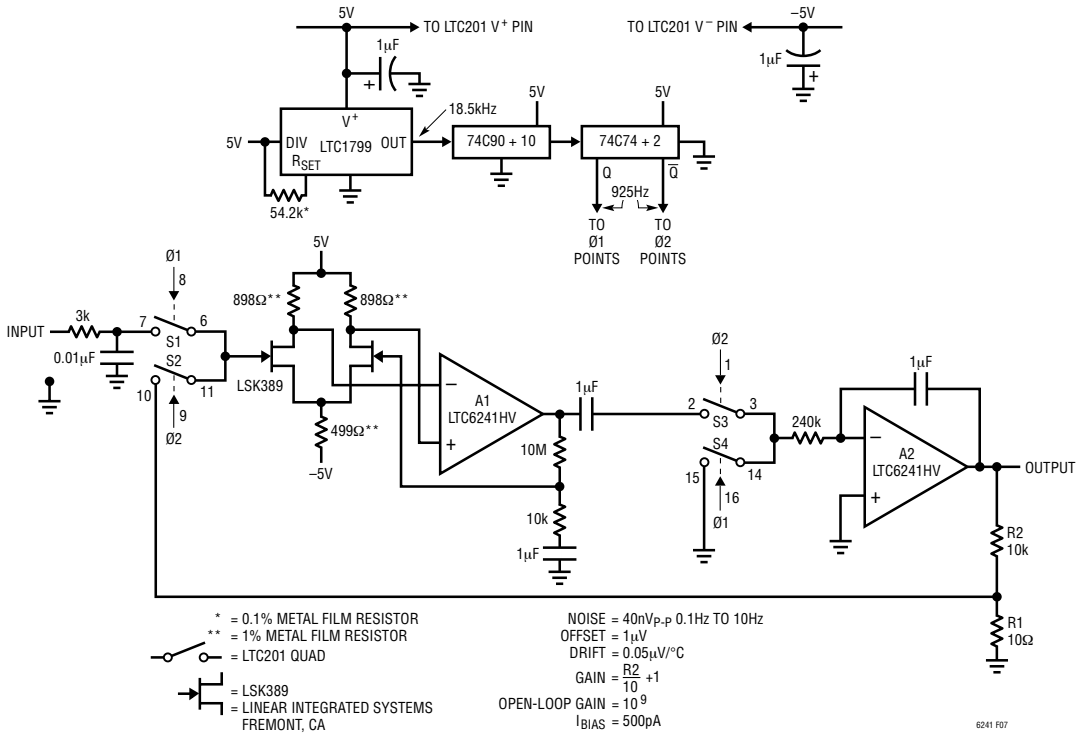 5V
TO LTC201 V+ PIN
1µF
+
–5V
TO LTC201 V– PIN
1µF
+
18.5kHz
5V
DIV
V+
LTC1799
OUT
RSET
54.2k*
5V
74C90 + 10
5V
74C74 + 2
Q
Q̅
925Hz
TO
Ø1
POINTS
TO
Ø2
POINTS
INPUT
3k
0.01µF
Ø1
8
7
6
S1
S2
10
11
9
Ø2
5V
898Ω**
898Ω**
LSK389
499Ω**
–5V
–
A1
LTC6241HV
+
10M
10k
1µF
1µF
Ø2
1
2
3
S3
S4
15
14
16
Ø1
240k
1µF
–
A2
LTC6241HV
+
OUTPUT
R2
10k
R1
10Ω
* = 0.1% METAL FILM RESISTOR
** = 1% METAL FILM RESISTOR
= LTC201 QUAD
= LSK389
= LINEAR INTEGRATED SYSTEMS
FREMONT, CA
NOISE = 40nVP-P 0.1Hz TO 10Hz
OFFSET = 1µV
DRIFT = 0.05µV/°C
GAIN = R2/10 +1
OPEN-LOOP GAIN = 10⁹
IBIAS = 500pA
6241 F07